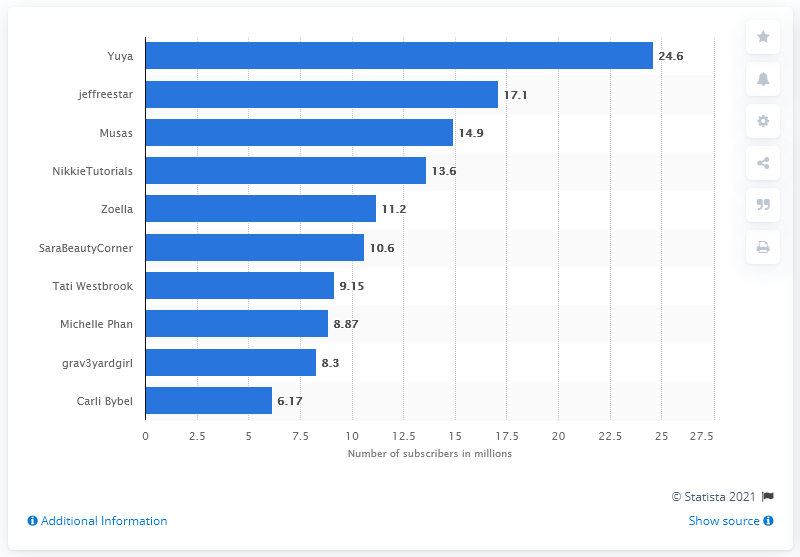 Yuya 24.6
jeffreestar 17.1
Musas 14.9
NikkieTutorials 13.6
Zoella 11.2
SaraBeautyCorner 10.6
Tati Westbrook 9.15
Michelle Phan 8.87
grav3yardgirl 8.3
Carli Bybel 6.17
0 2.5 5 7.5 10 12.5 15 17.5 20 22.5 25 27.5
Number of subscribers in millions
© Statista 2021
Additional Information Show source